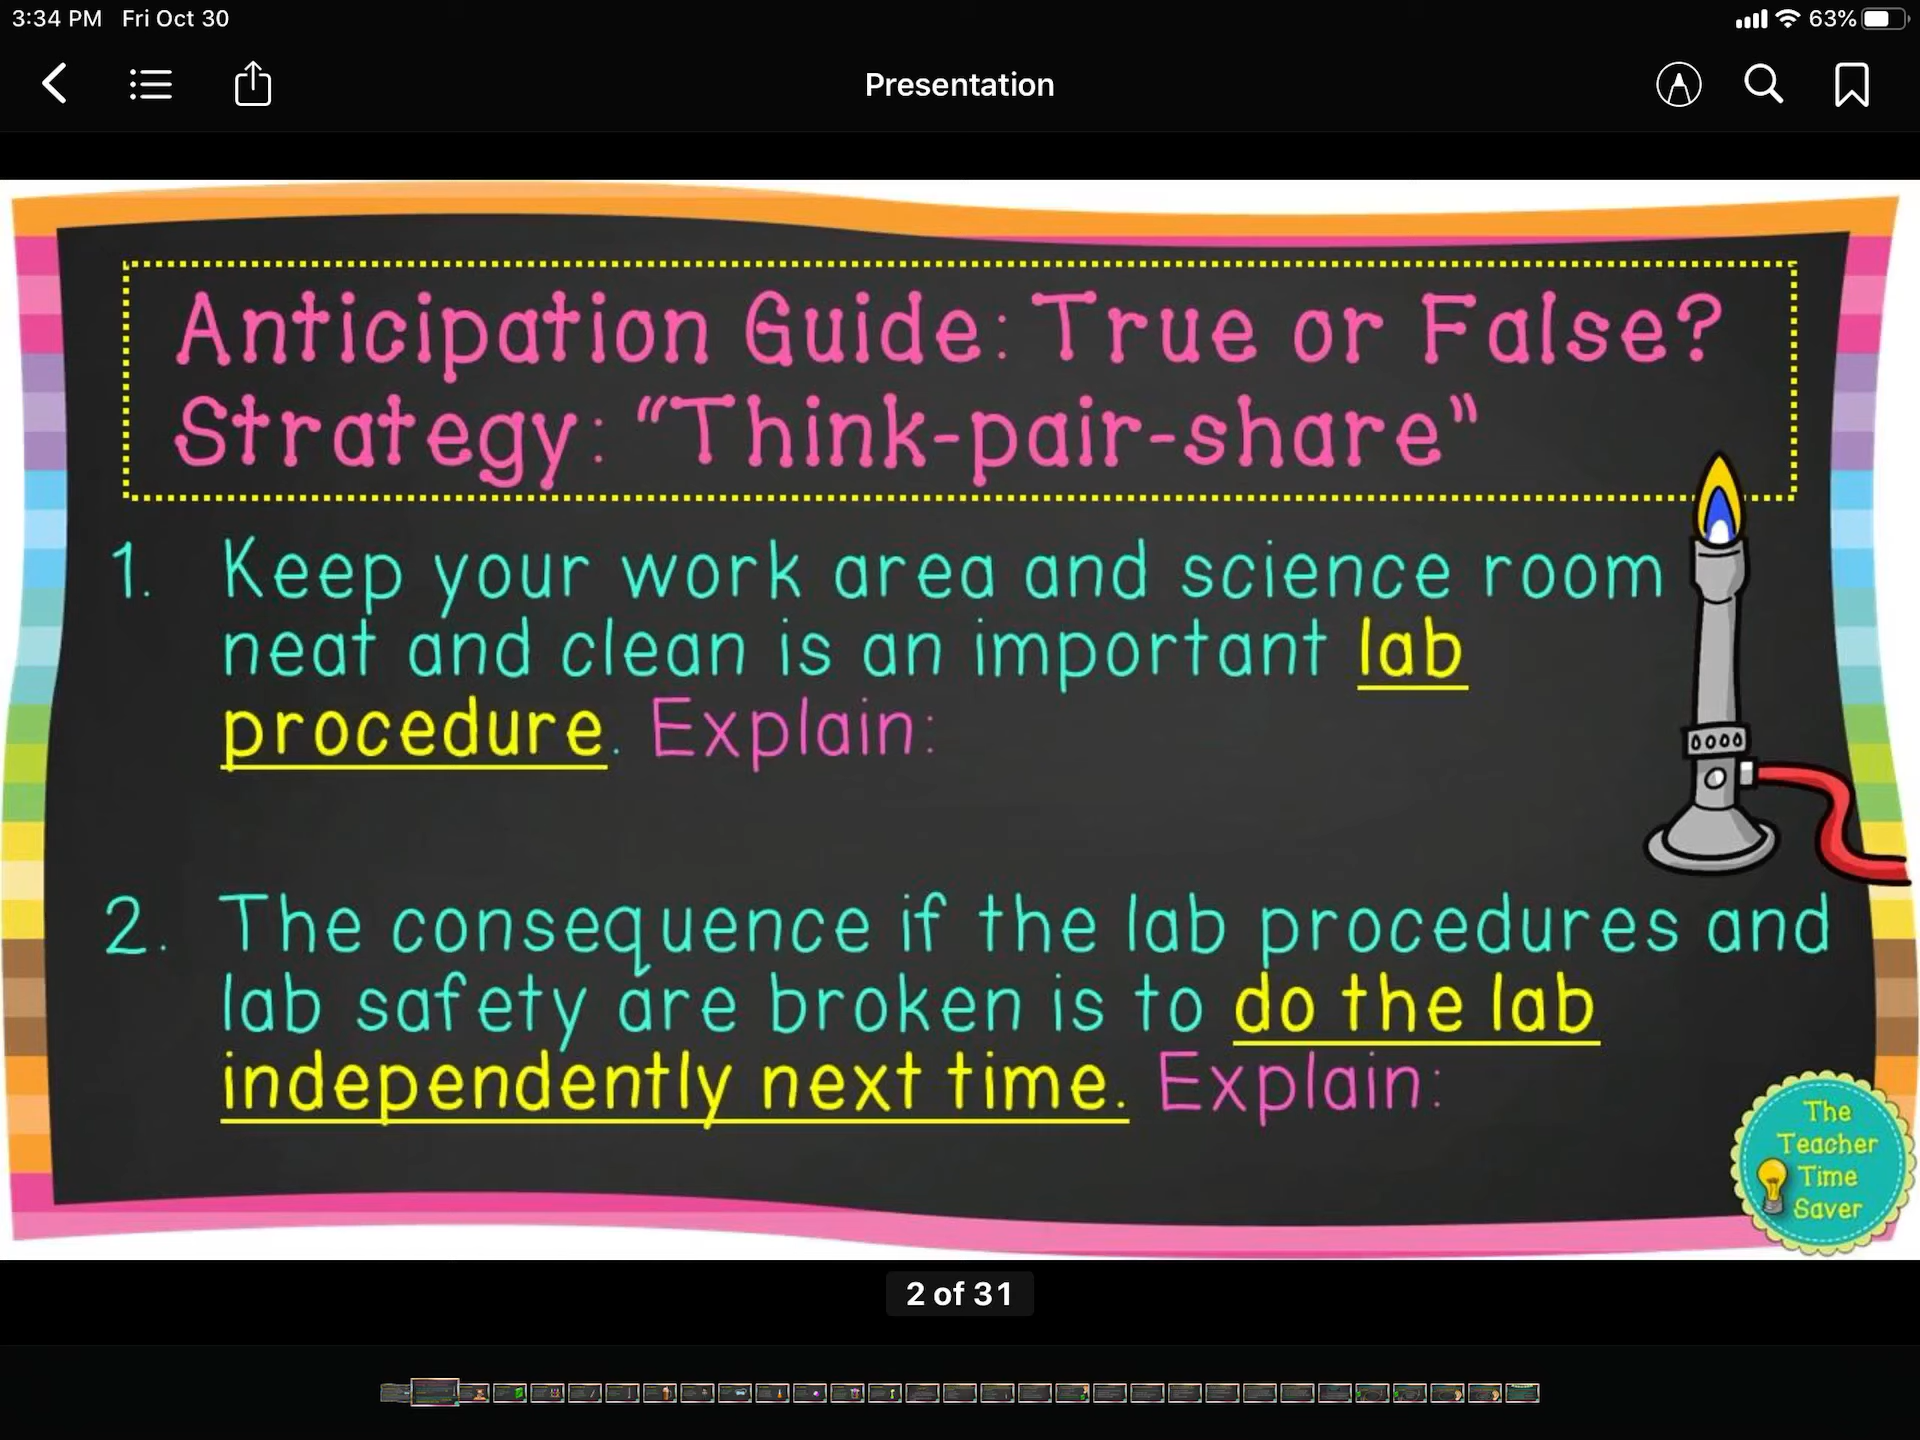 3:34 PM Fri Oct 30
63%
Presentation
Anticipation Guide: True or False?
Strategy: “Think-pair-share”
1. Keep your work area and science room
neat and clean is an important lab
procedure. Explain:
2. The consequence if the lab procedures and
lab safety are broken is to do the lab
independently next time. Explain:
The
Teacher
Time
Saver
2 of 31